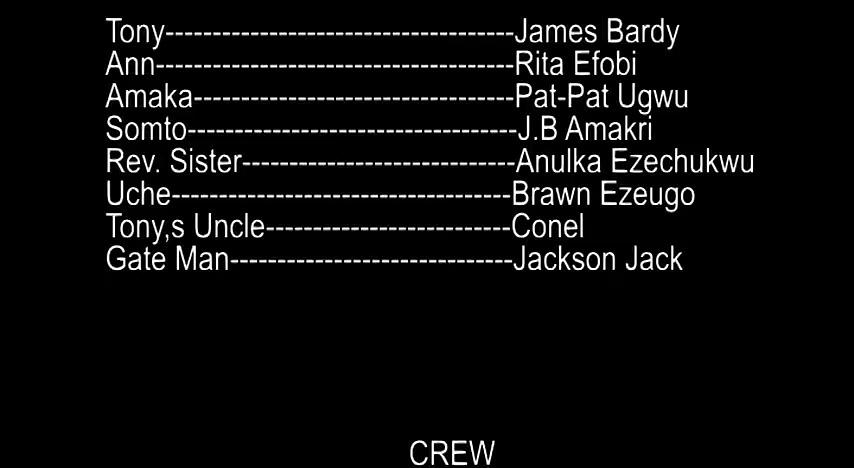 Tony-------------------------------------James Bardy
Ann--------------------------------------Rita Efobi
Amaka----------------------------------Pat-Pat Ugwu
Somto-----------------------------------J.B Amakri
Rev. Sister-----------------------------Anulka Ezechukwu
Uche------------------------------------Brawn Ezeugo
Tony,s Uncle--------------------------Conel
Gate Man------------------------------Jackson Jack
CREW